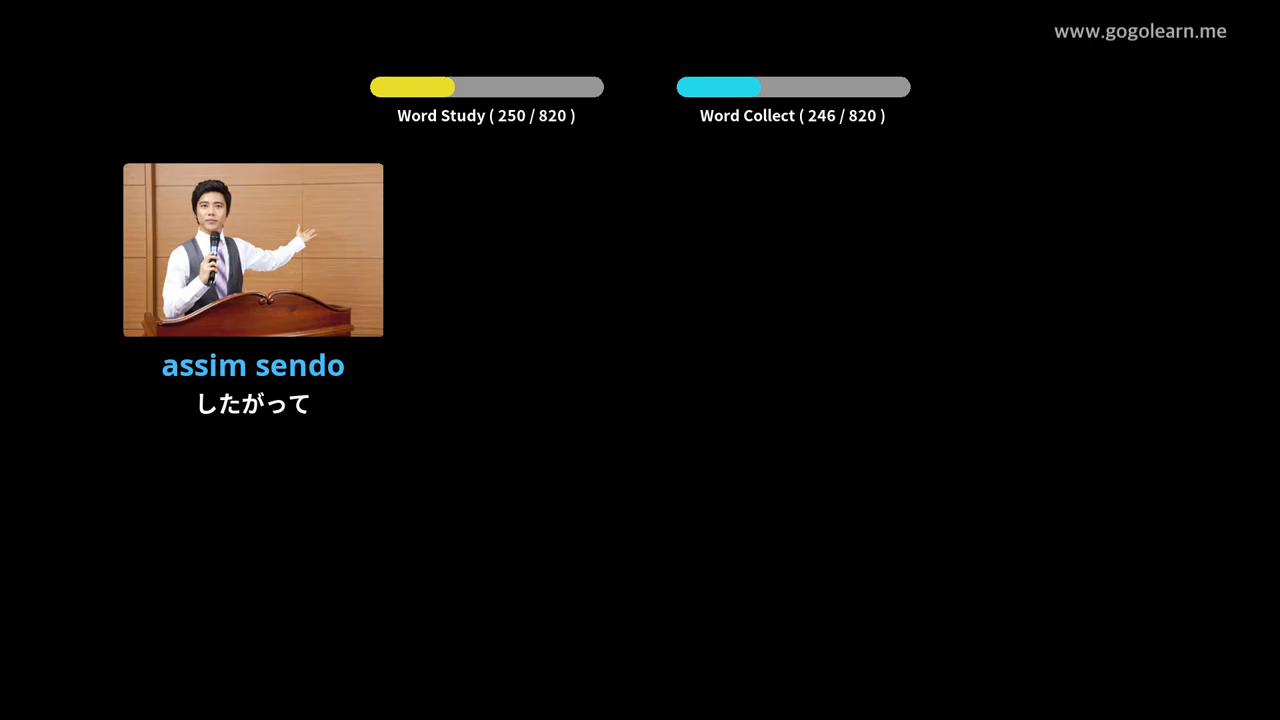 www.gogolearn.me
Word Study ( 250 / 820 )
Word Collect ( 246 / 820 )
assim sendo
したがって